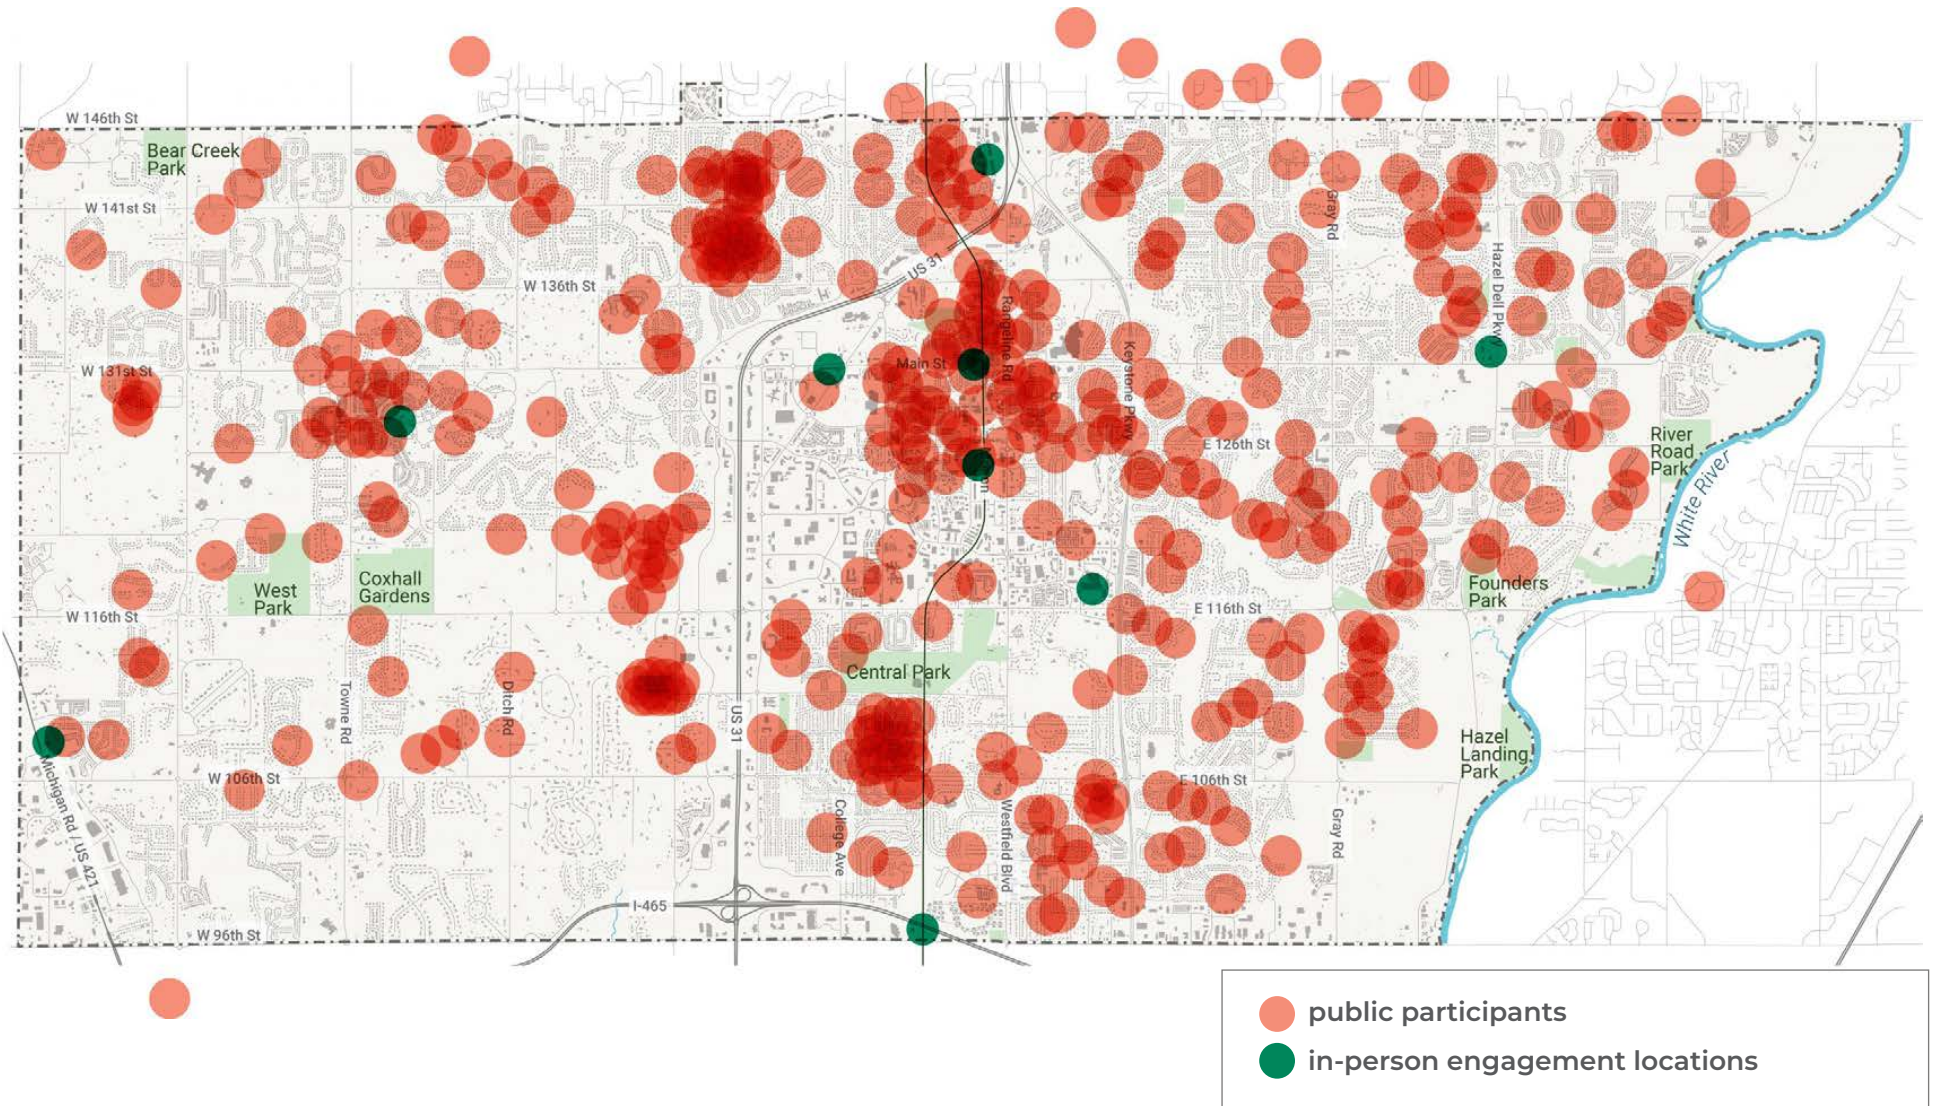 W 146th St
Bear Creek
Park
W 141st St
Gray Rd
US 31
Hazel Dell Pkwy
W 136th St
Rangeline Rd
Keystone Pkwy
Main St
W 131st St
E 126th St
River
Road
Park
White River
West
Park
Coxhall
Gardens
Founders
Park
E 116th St
W 116th St
Central Park
Towne Rd
Ditch Rd
US 31
Hazel
Landing
Park
W 106th St
E 106th St
Michigan Rd / US 421
College Ave
Westfield Blvd
Gray Rd
I-465
W 96th St
public participants
in-person engagement locations